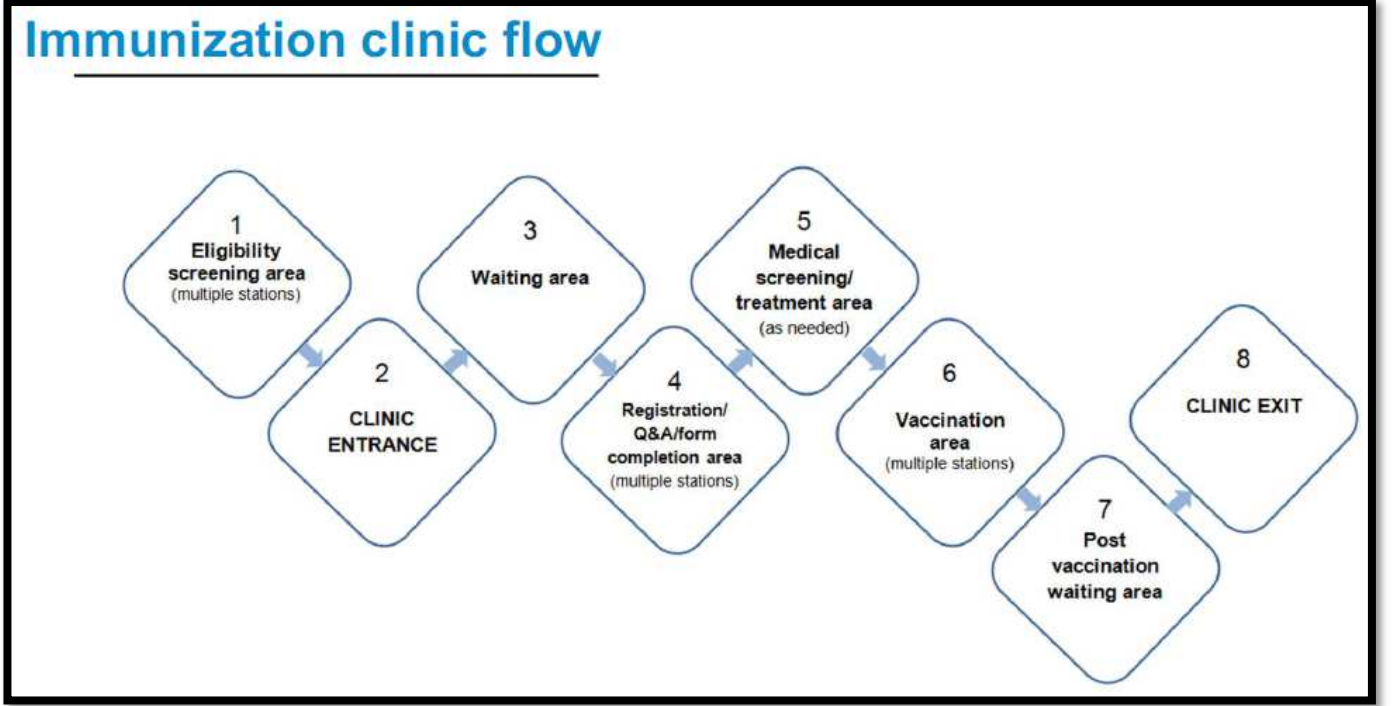 Immunization clinic flow
1
Eligibility
screening area
(multiple stations)
2
CLINIC
ENTRANCE
3
Waiting area
4
Registration/
Q&A/form
completion area
(multiple stations)
5
Medical
screening/
treatment area
(as needed)
6
Vaccination
area
(multiple stations)
7
Post
vaccination
waiting area
8
CLINIC EXIT